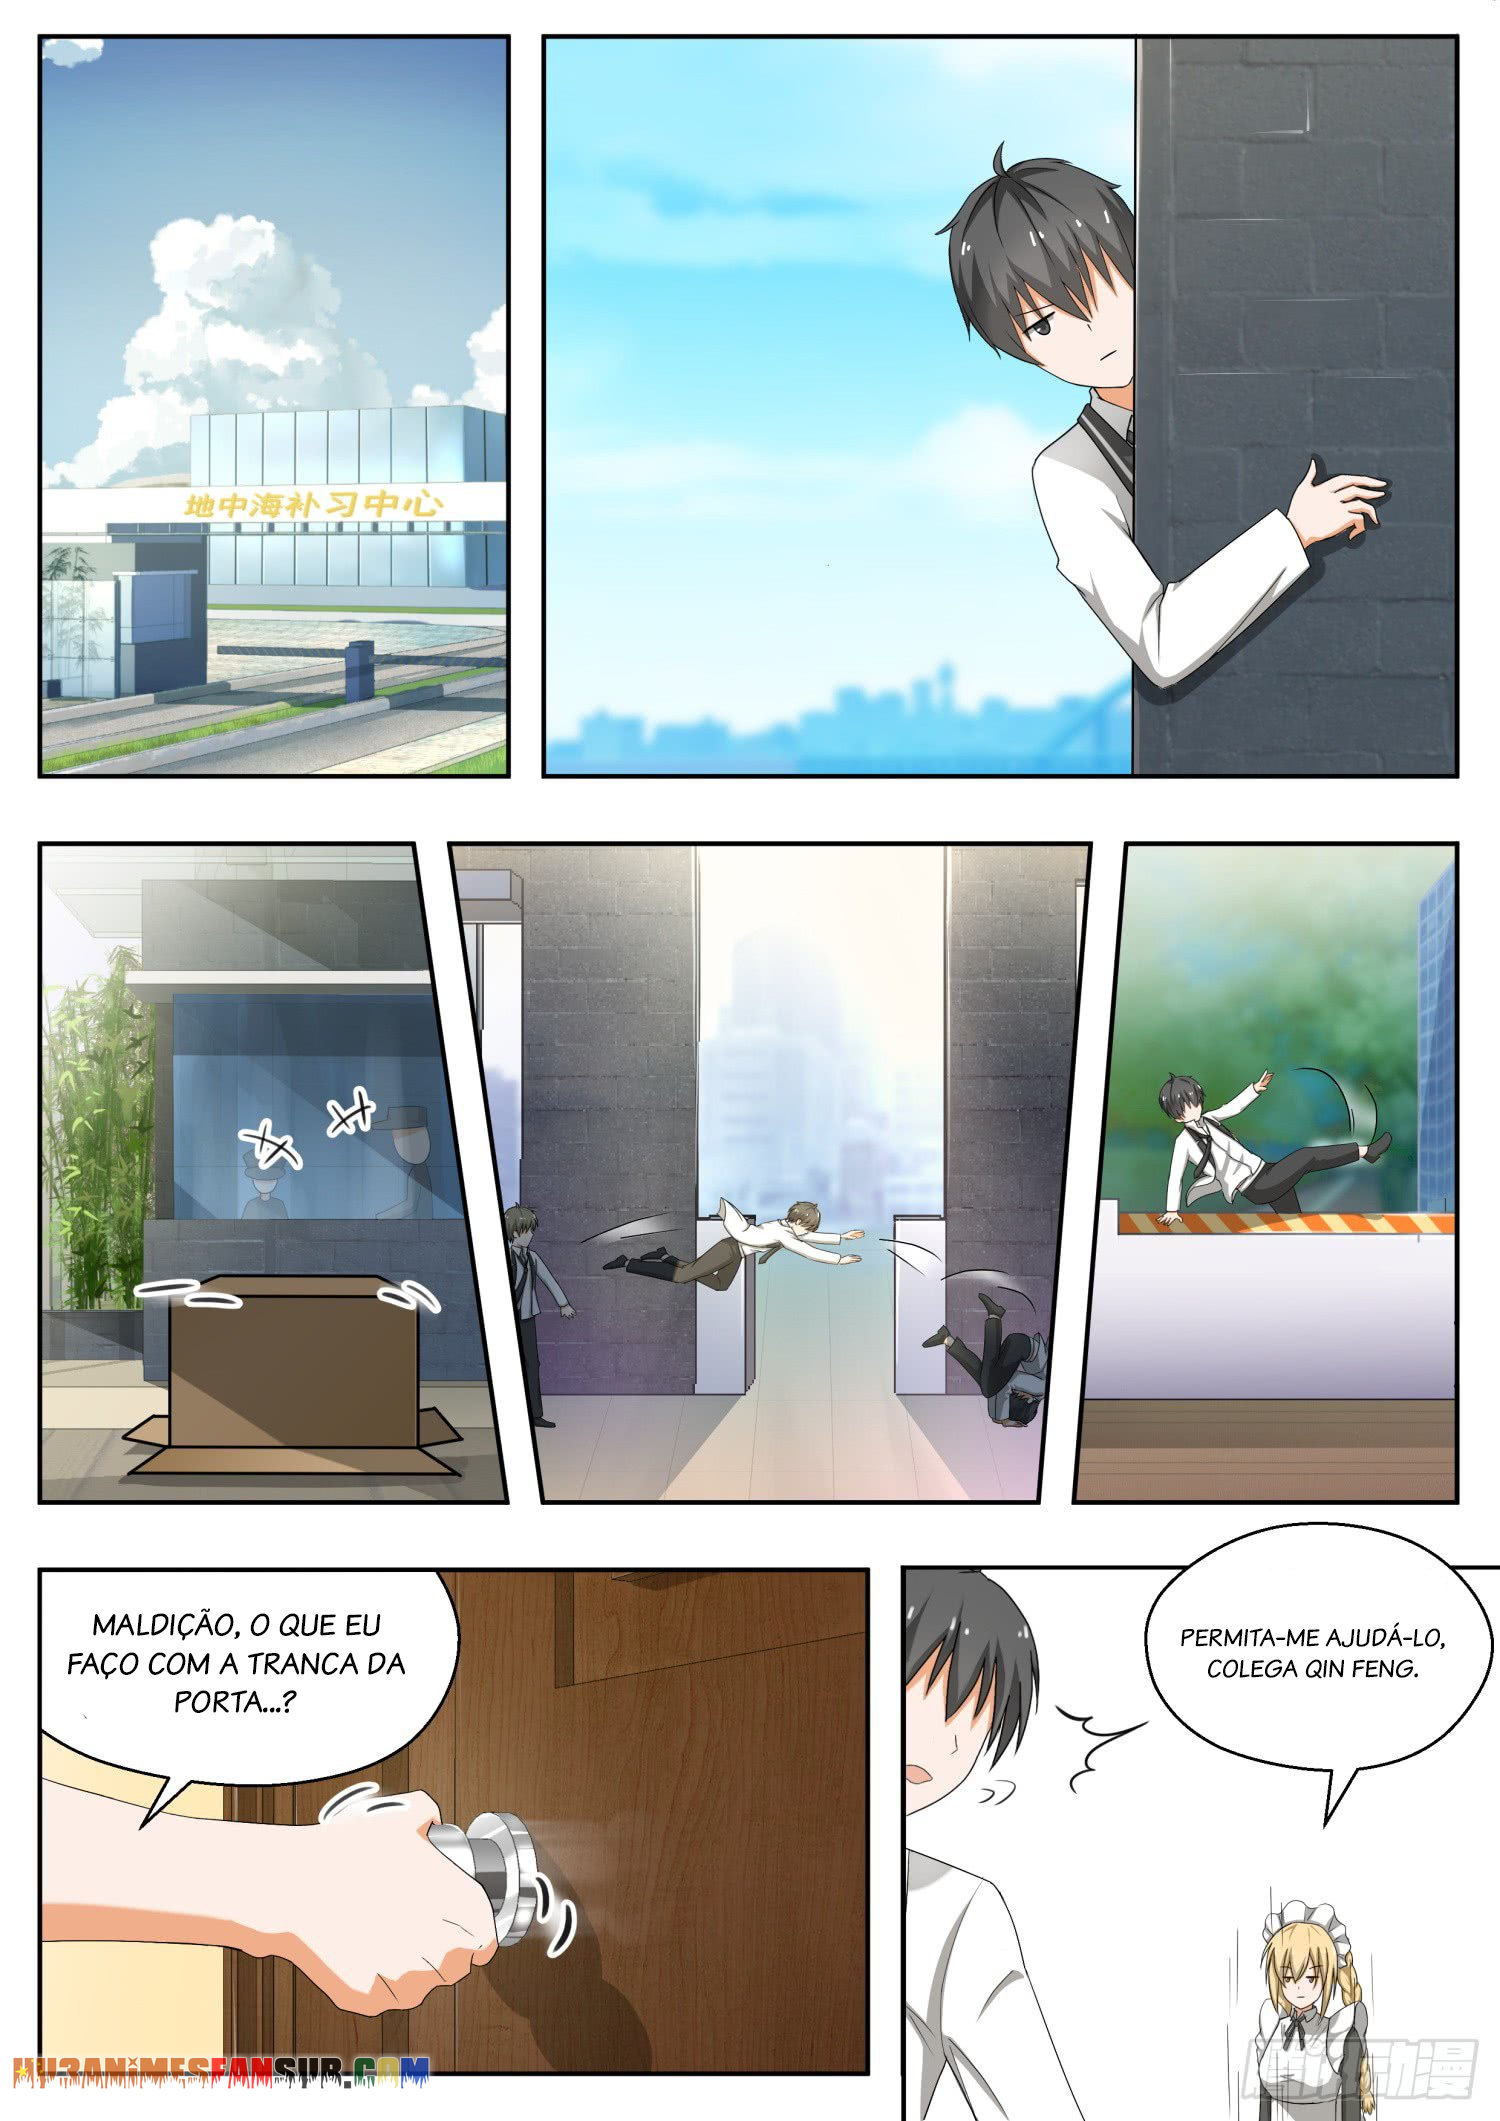 地中海补习中心
MALDIÇÃO, O QUE EU
FAÇO COM A TRANCA DA
PORTA...?
PERMITA-ME AJUDÁ-LO,
COLEGA QIN FENG.
HU3ANIMESFANSUB.COM